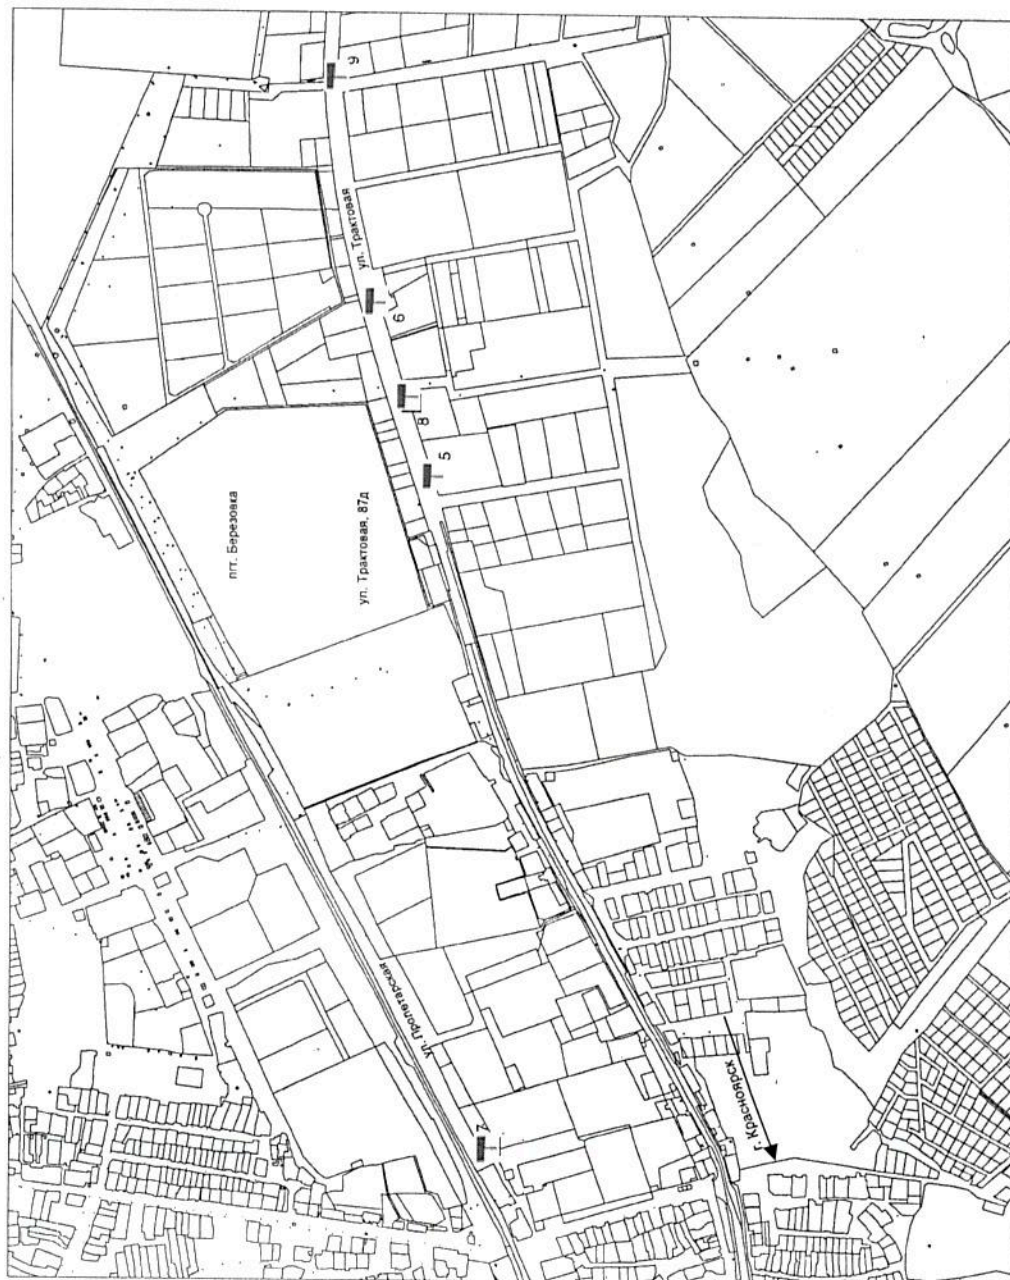 9
ул. Трактовая
6
8
5
пгт. Березовка
ул. Трактовая, 87д
ул. Пролетарская
7
г. Красноярск